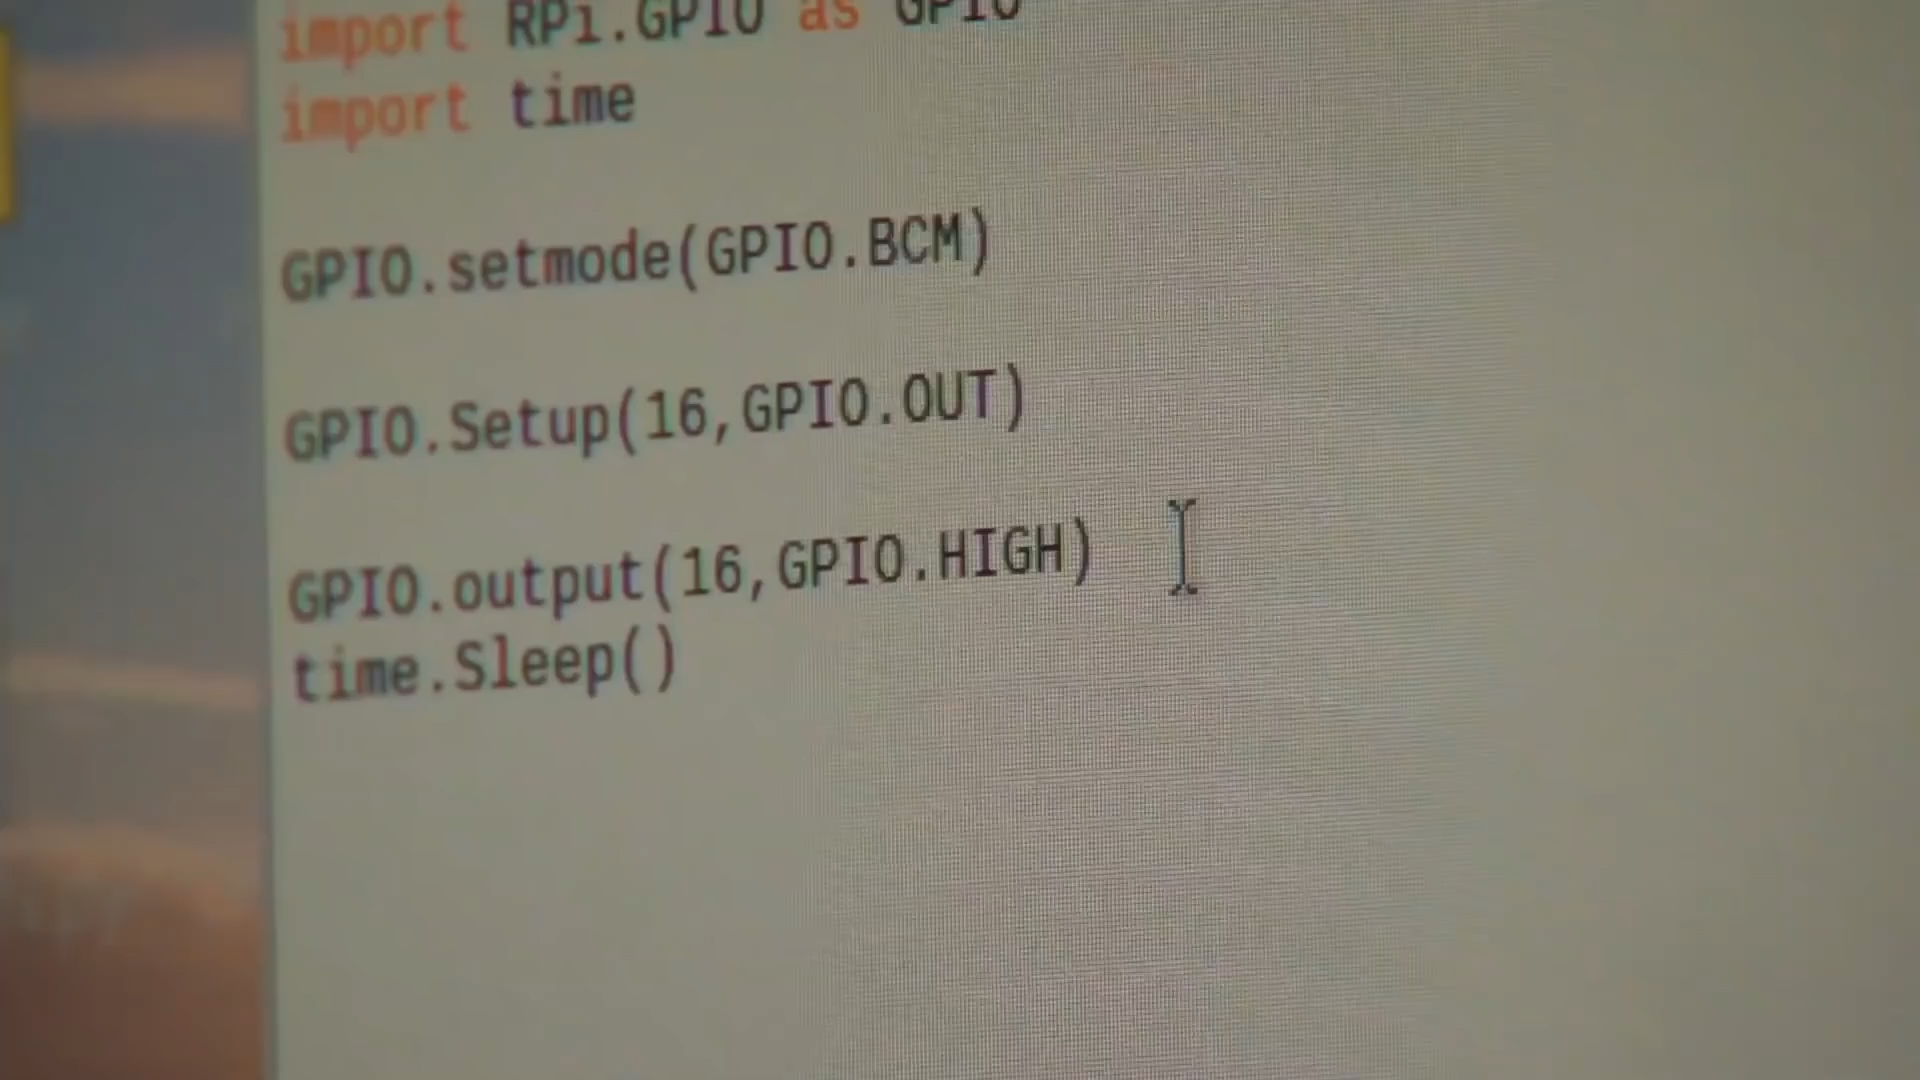 import RPi.GPIO as GPIO
import time
GPIO.setmode(GPIO.BCM)
GPIO.Setup(16,GPIO.OUT)
GPIO.output(16,GPIO.HIGH)
time.Sleep()